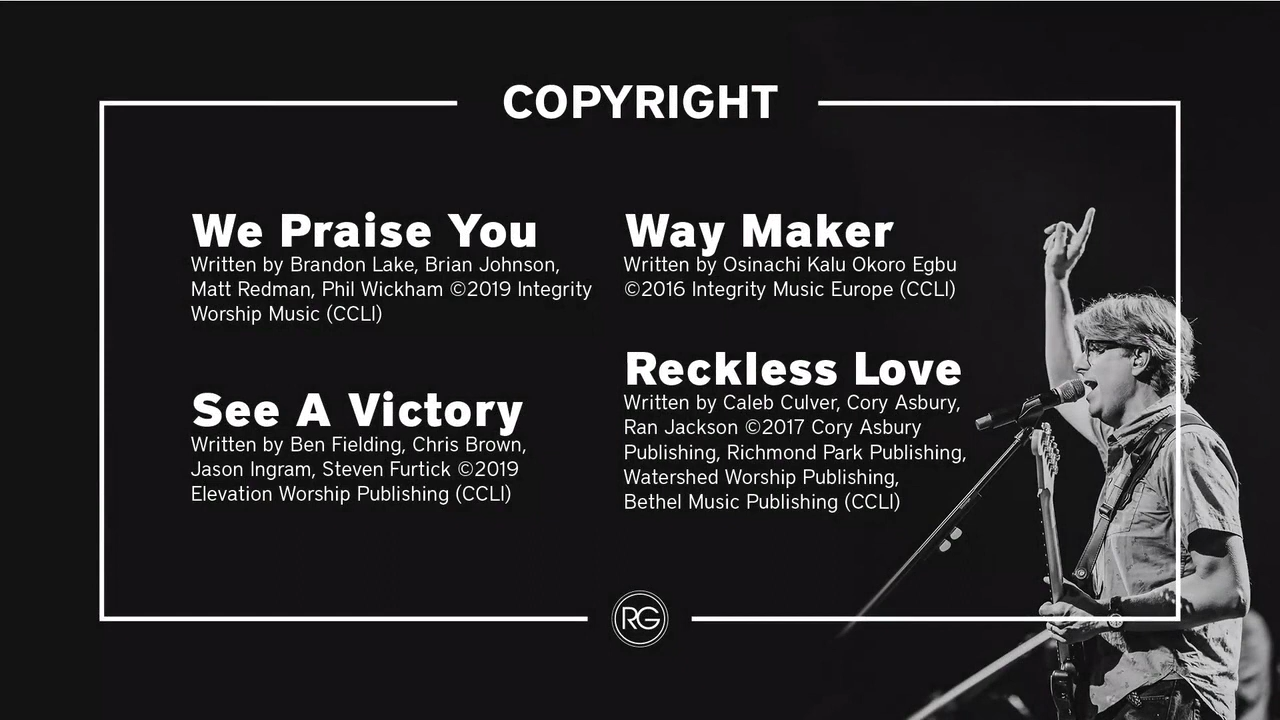 COPYRIGHT
We Praise You
Written by Brandon Lake, Brian Johnson,
Matt Redman, Phil Wickham ©2019 Integrity
Worship Music (CCLI)
See A Victory
Written by Ben Fielding, Chris Brown,
Jason Ingram, Steven Furtick ©2019
Elevation Worship Publishing (CCLI)
Way Maker
Written by Osinachi Kalu Okoro Egbu
©2016 Integrity Music Europe (CCLI)
Reckless Love
Written by Caleb Culver, Cory Asbury,
Ran Jackson ©2017 Cory Asbury
Publishing, Richmond Park Publishing,
Watershed Worship Publishing,
Bethel Music Publishing (CCLI)
RG